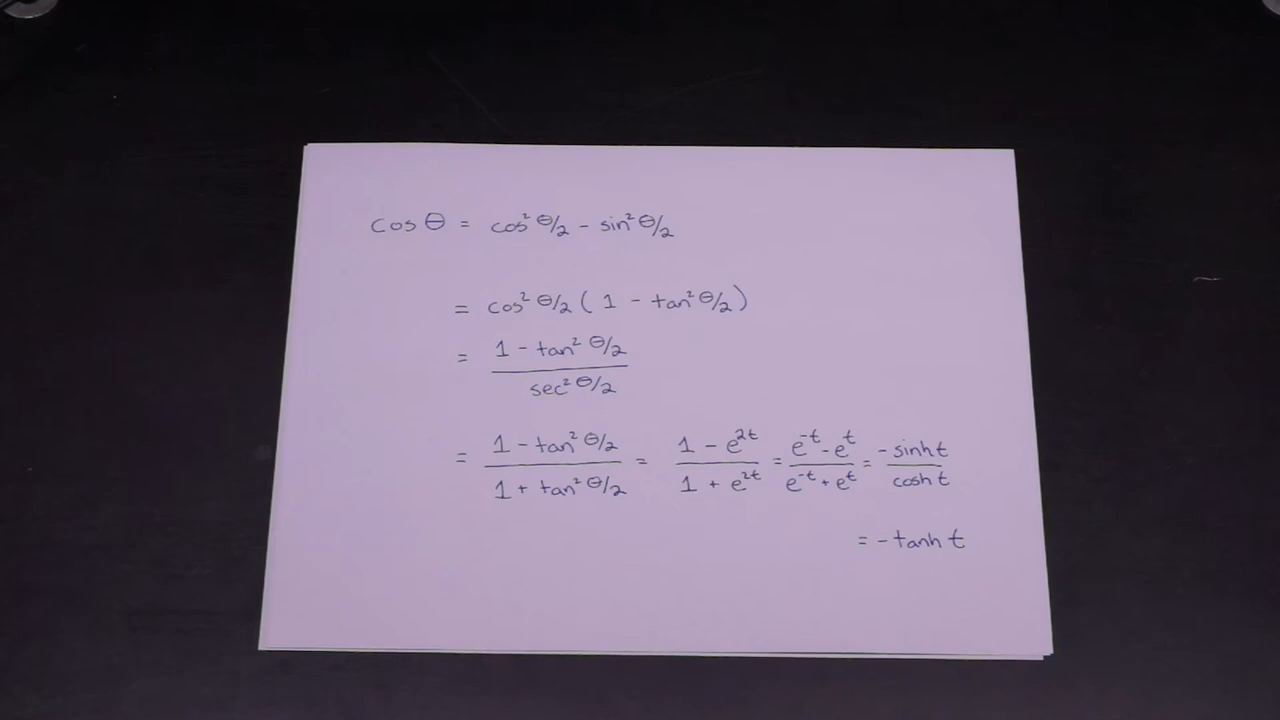 cos θ = cos² θ/2 - sin² θ/2
= cos² θ/2 ( 1 - tan² θ/2 )
= (1 - tan² θ/2) / (sec² θ/2)
= (1 - tan² θ/2) / (1 + tan² θ/2) = (1 - e^{2t}) / (1 + e^{2t}) = (e^{-t} - e^{t}) / (e^{-t} + e^{t}) = (-sinh t) / (cosh t)
= -tanh t